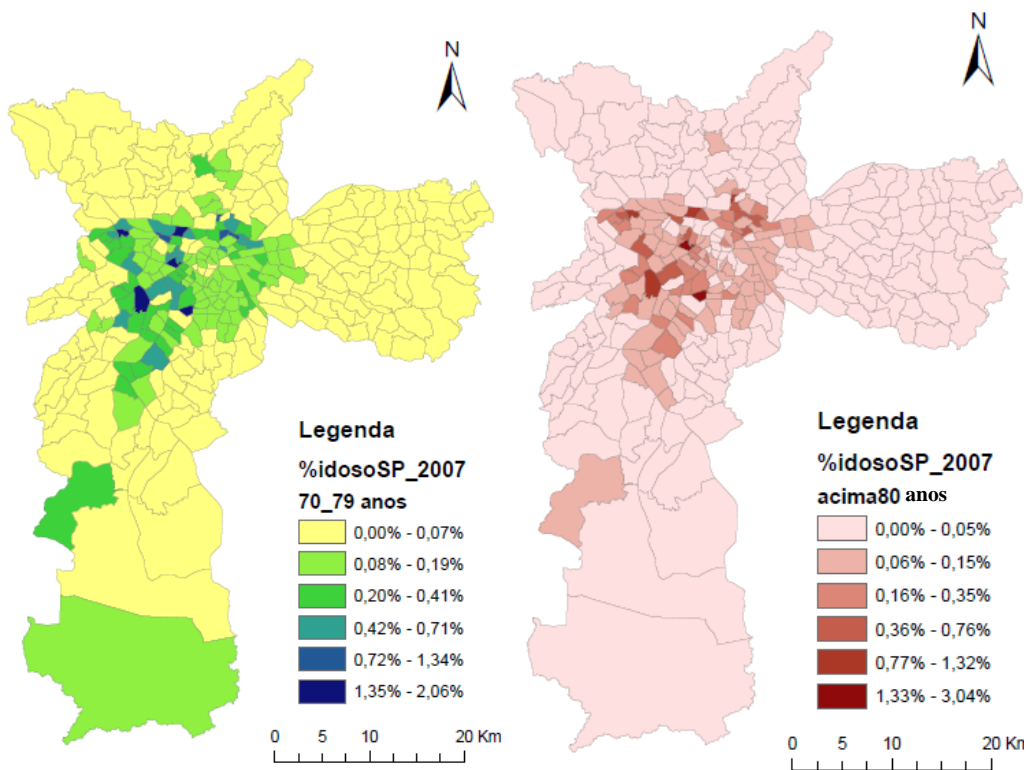 N
Legenda
%idosoSP_2007
70_79 anos
0,00% - 0,07%
0,08% - 0,19%
0,20% - 0,41%
0,42% - 0,71%
0,72% - 1,34%
1,35% - 2,06%
0 5 10 20 Km
N
Legenda
%idosoSP_2007
acima80 anos
0,00% - 0,05%
0,06% - 0,15%
0,16% - 0,35%
0,36% - 0,76%
0,77% - 1,32%
1,33% - 3,04%
0 5 10 20 Km